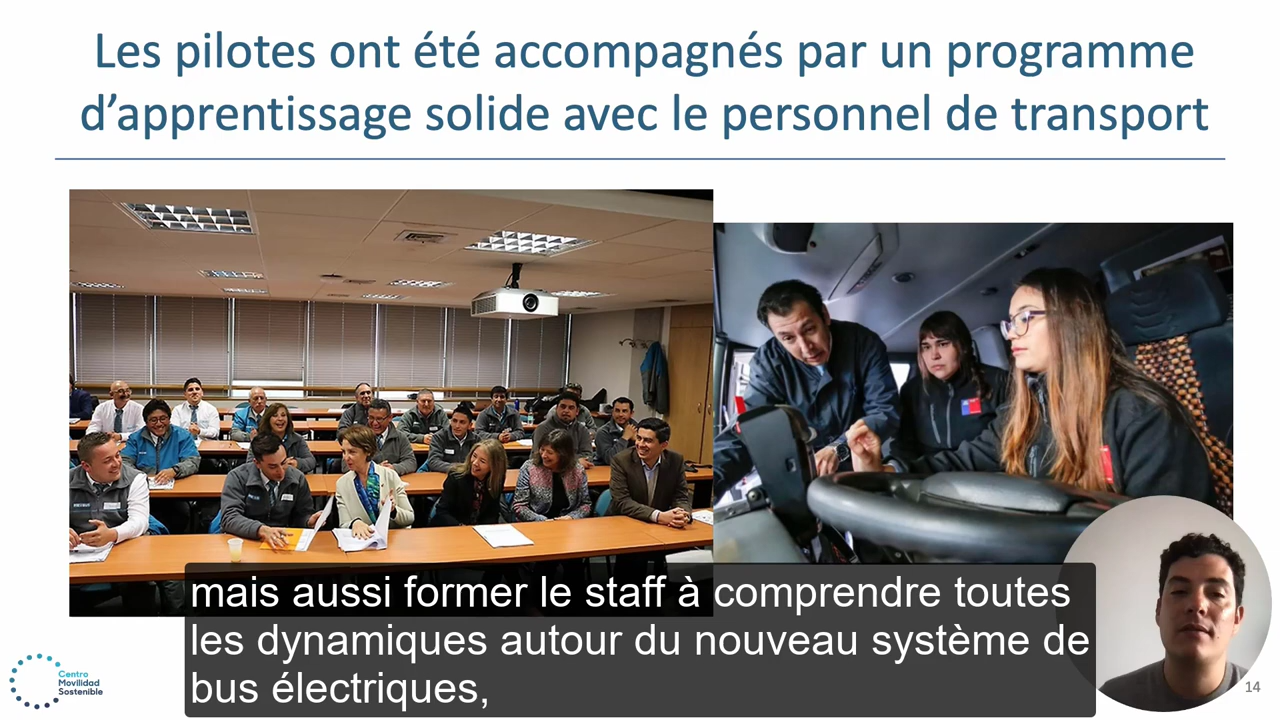 Les pilotes ont été accompagnés par un programme
d’apprentissage solide avec le personnel de transport
mais aussi former le staff à comprendre toutes
les dynamiques autour du nouveau système de
bus électriques,
Centro
Movilidad
Sostenible
14